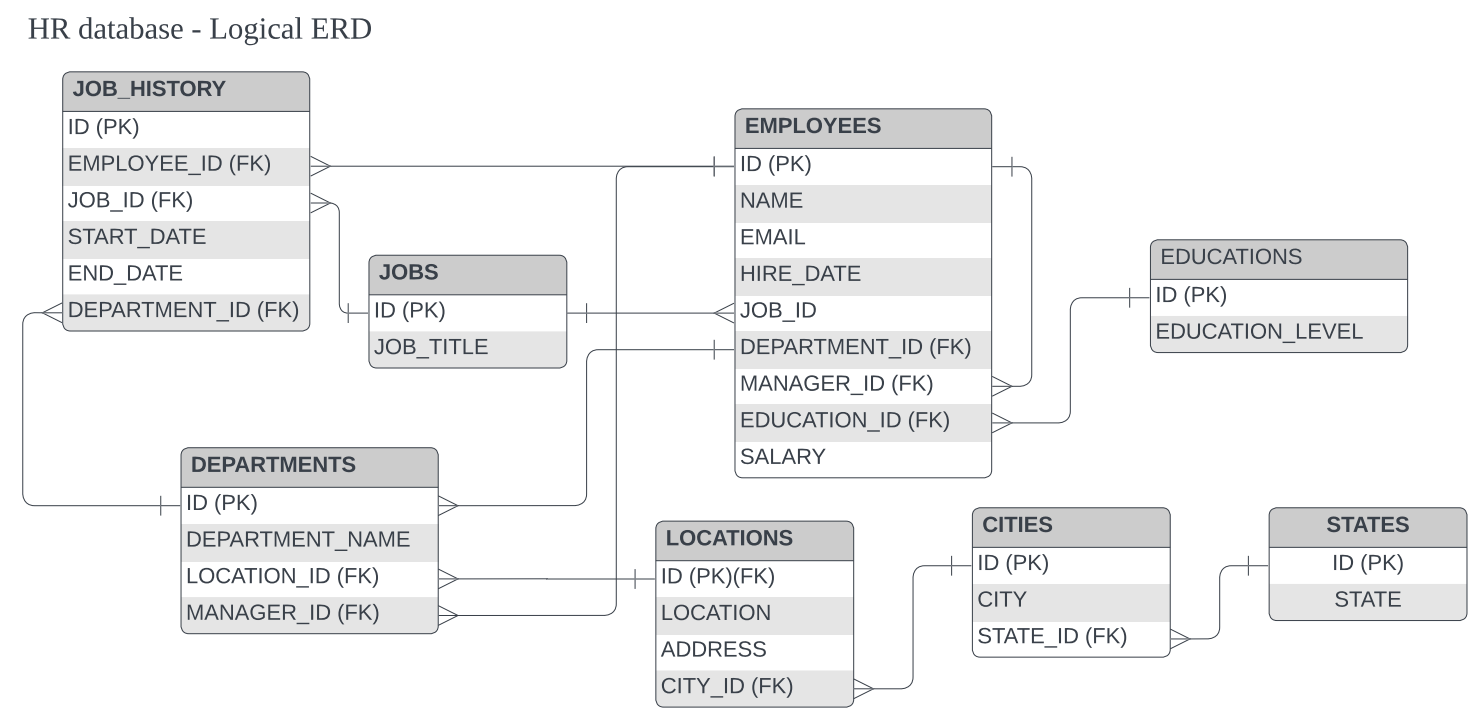 HR database - Logical ERD
JOB_HISTORY
ID (PK)
EMPLOYEE_ID (FK)
JOB_ID (FK)
START_DATE
END_DATE
DEPARTMENT_ID (FK)
JOBS
ID (PK)
JOB_TITLE
EMPLOYEES
ID (PK)
NAME
EMAIL
HIRE_DATE
JOB_ID
DEPARTMENT_ID (FK)
MANAGER_ID (FK)
EDUCATION_ID (FK)
SALARY
EDUCATIONS
ID (PK)
EDUCATION_LEVEL
DEPARTMENTS
ID (PK)
DEPARTMENT_NAME
LOCATION_ID (FK)
MANAGER_ID (FK)
LOCATIONS
ID (PK)(FK)
LOCATION
ADDRESS
CITY_ID (FK)
CITIES
ID (PK)
CITY
STATE_ID (FK)
STATES
ID (PK)
STATE